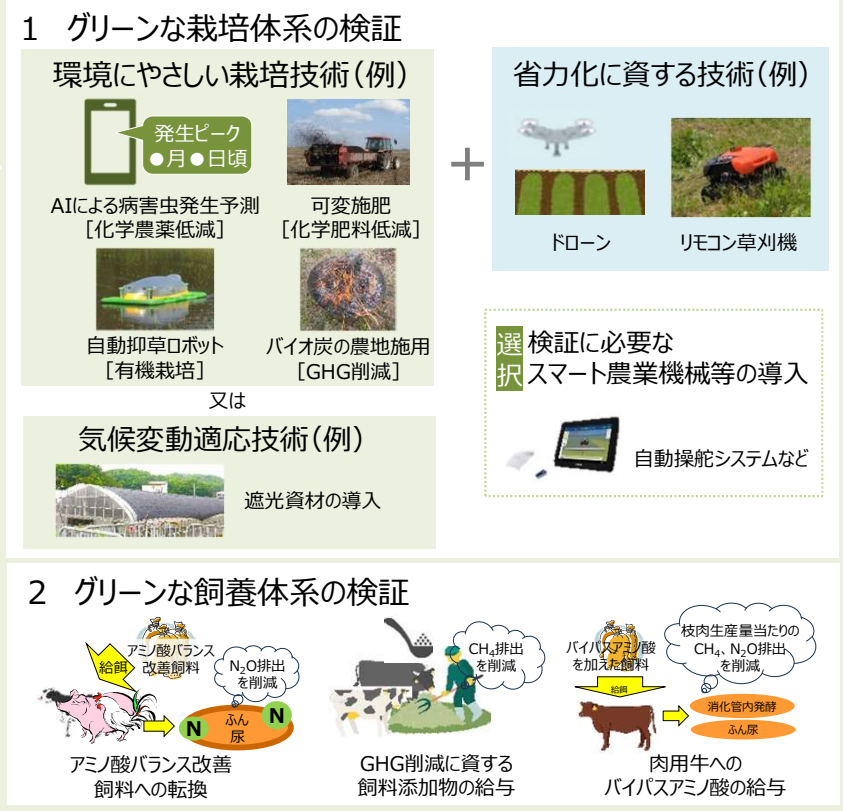 1 グリーンな栽培体系の検証
環境にやさしい栽培技術（例）
発生ピーク
●月●日頃
AIによる病害虫発生予測
［化学農薬低減］
可変施肥
［化学肥料低減］
自動抑草ロボット
［有機栽培］
バイオ炭の農地施用
［GHG削減］
又は
気候変動適応技術（例）
遮光資材の導入
＋
省力化に資する技術（例）
ドローン
リモコン草刈機
選択
検証に必要な
スマート農業機械等の導入
自動操舵システムなど
2 グリーンな飼養体系の検証
アミノ酸バランス
改善飼料
給餌
N₂O排出
を削減
N
ふん
尿
N
アミノ酸バランス改善
飼料への転換
CH₄排出
を削減
GHG削減に資する
飼料添加物の給与
バイパスアミノ酸
を加えた飼料
給餌
枝肉生産量当たりの
CH₄、N₂O排出
を削減
消化管内発酵
ふん尿
肉用牛への
バイパスアミノ酸の給与